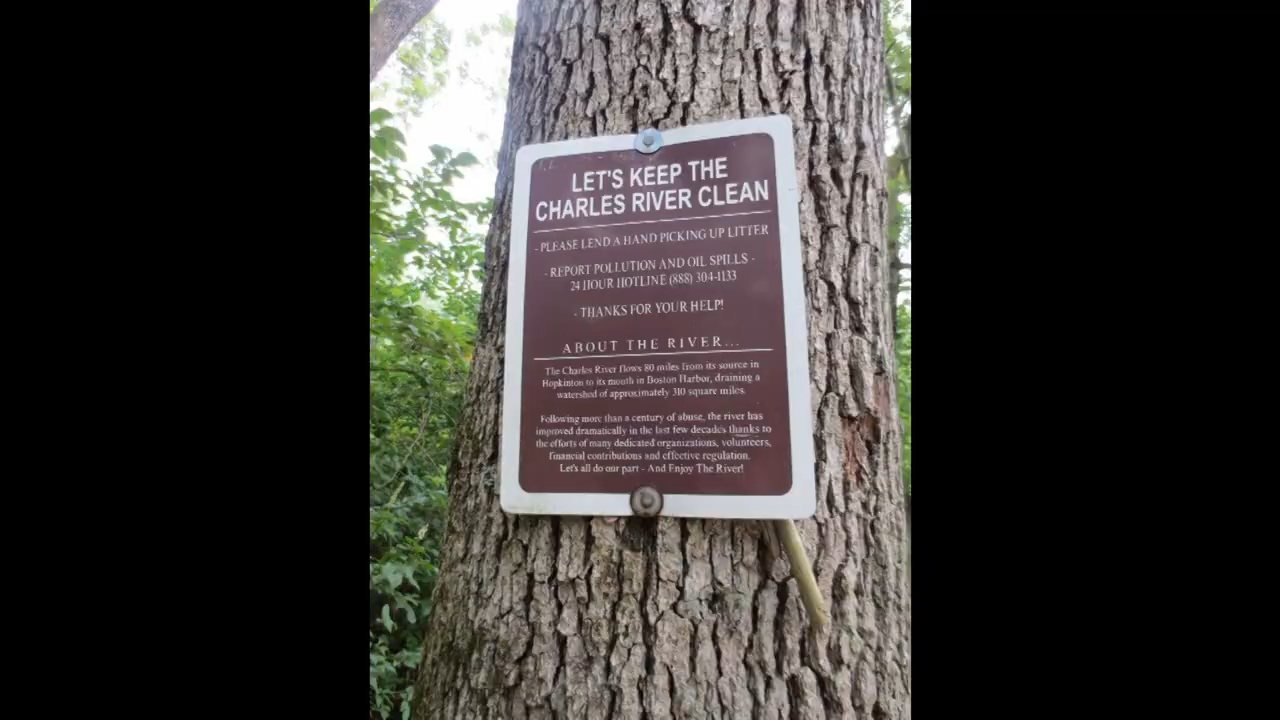 LET'S KEEP THE
CHARLES RIVER CLEAN
- PLEASE LEND A HAND PICKING UP LITTER
- REPORT POLLUTION AND OIL SPILLS -
24 HOUR HOTLINE (888) 304-1133
- THANKS FOR YOUR HELP!
ABOUT THE RIVER...
The Charles River flows 80 miles from its source in
Hopkinton to its mouth in Boston Harbor, draining a
watershed of approximately 310 square miles.
Following more than a century of abuse, the river has
improved dramatically in the last few decades thanks to
the efforts of many dedicated organizations, volunteers,
financial contributions and effective regulation.
Let's all do our part - And Enjoy The River!